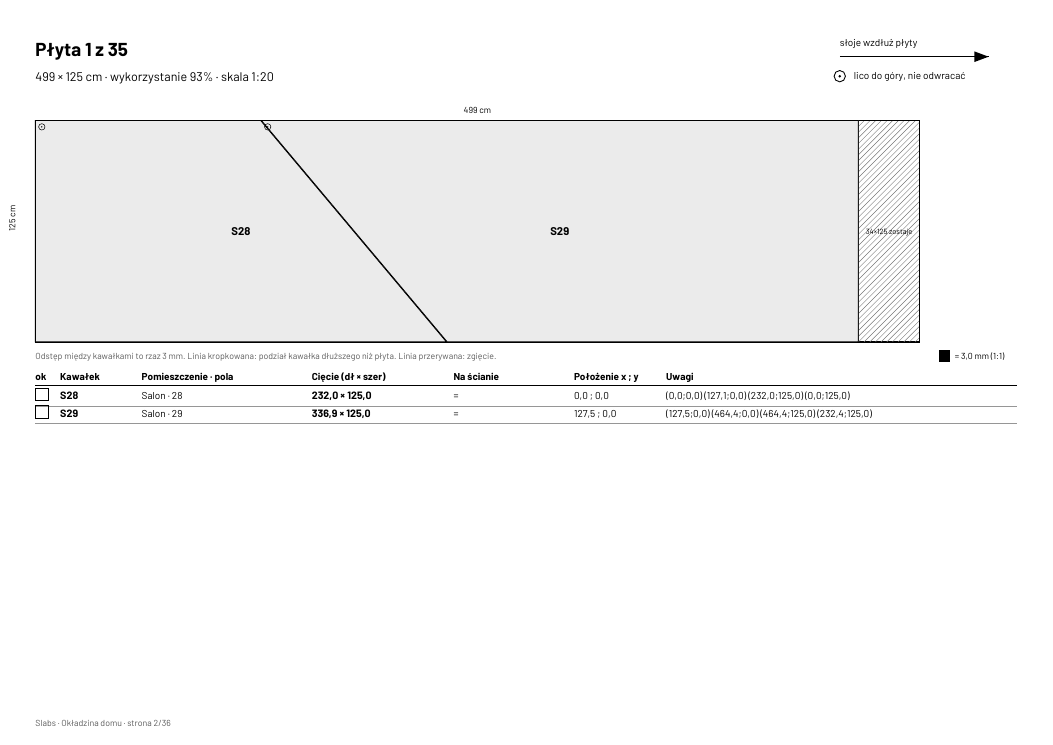 Płyta 1 z 35
499 × 125 cm · wykorzystanie 93% · skala 1:20
słoje wzdłuż płyty
lico do góry, nie odwracać
499 cm
125 cm
S28
S29
34×125 zostaje
Odstęp między kawałkami to rzaz 3 mm. Linia kropkowana: podział kawałka dłuższego niż płyta. Linia przerywana: zgięcie.
= 3,0 mm (1:1)
ok Kawałek Pomieszczenie · pola Cięcie (dł × szer) Na ścianie Położenie x ; y Uwagi
S28 Salon · 28 232,0 × 125,0 = 0,0 ; 0,0 (0,0;0,0)(127,1;0,0)(232,0;125,0)(0,0;125,0)
S29 Salon · 29 336,9 × 125,0 = 127,5 ; 0,0 (127,5;0,0)(464,4;0,0)(464,4;125,0)(232,4;125,0)
Slabs · Okładzina domu · strona 2/36